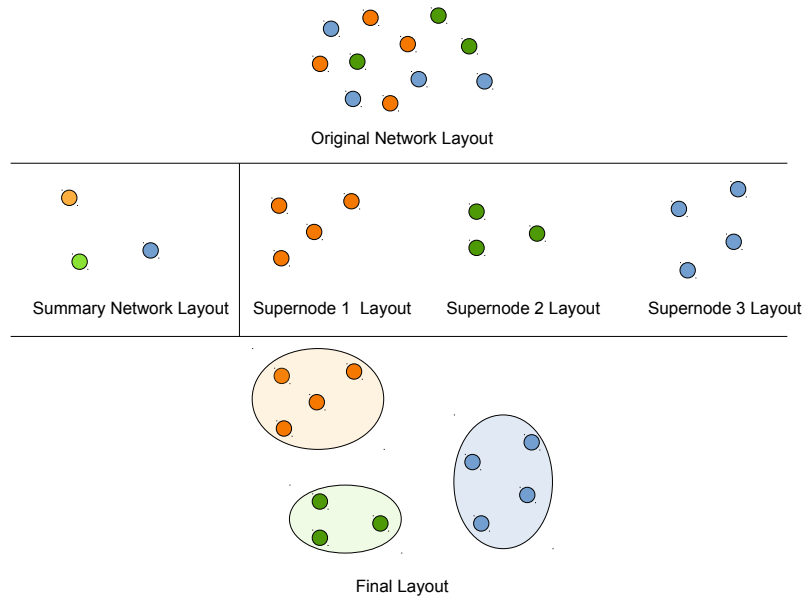 Original Network Layout
Summary Network Layout
Supernode 1 Layout
Supernode 2 Layout
Supernode 3 Layout
Final Layout